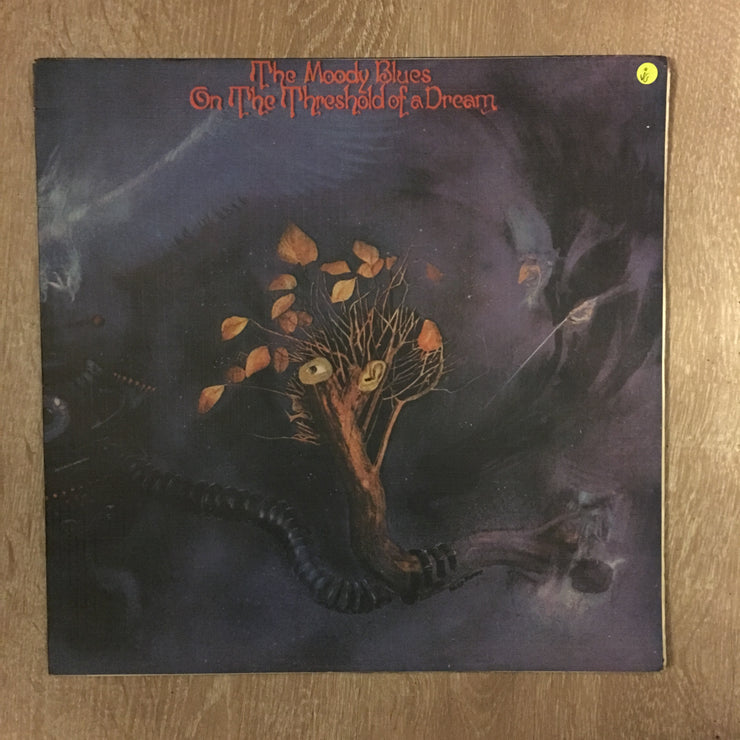 The Moody Blues
On The Threshold of a Dream